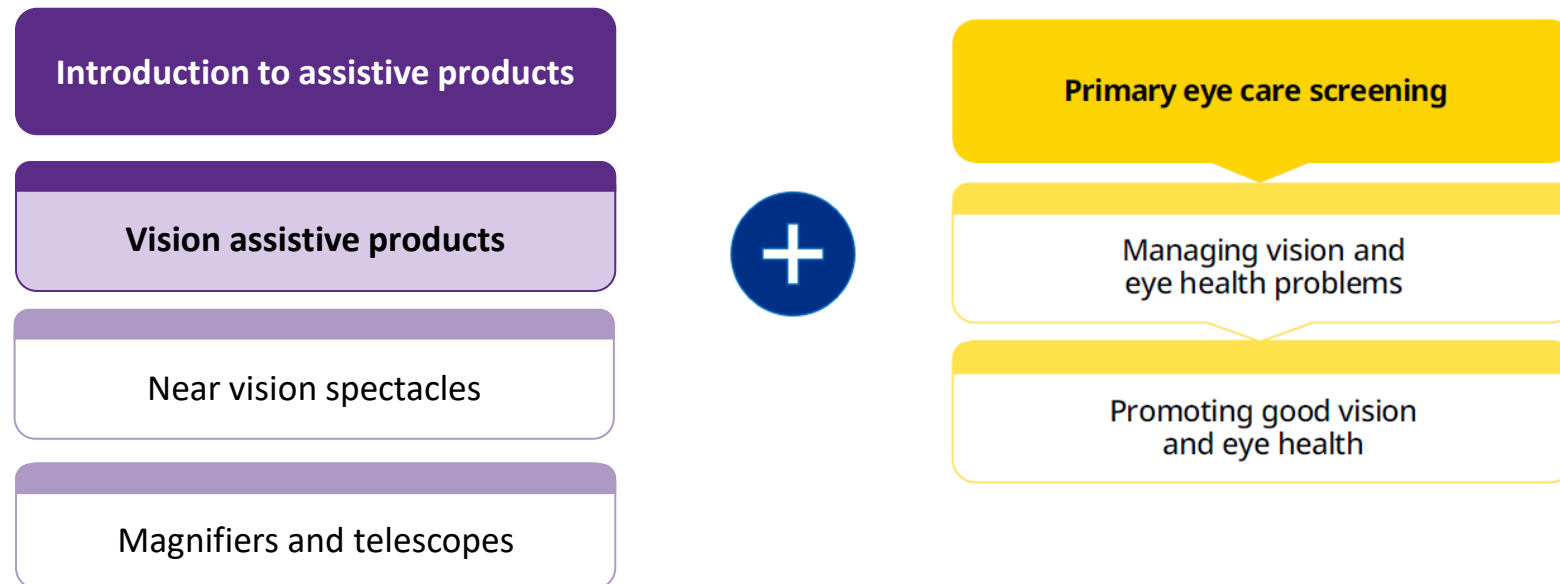 Introduction to assistive products
Vision assistive products
Near vision spectacles
Magnifiers and telescopes
Primary eye care screening
Managing vision and
eye health problems
Promoting good vision
and eye health